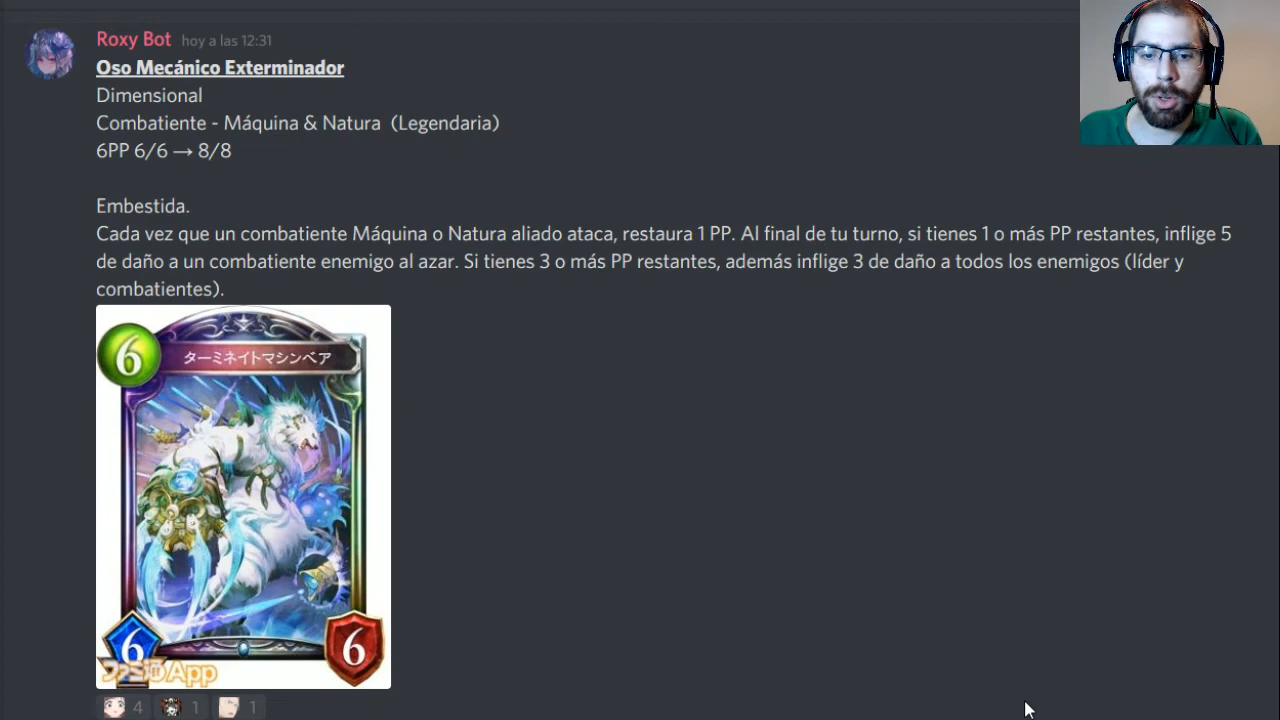 Roxy Bot hoy a las 12:31
Oso Mecánico Exterminador
Dimensional
Combatiente - Máquina & Natura (Legendaria)
6PP 6/6 → 8/8
Embestida.
Cada vez que un combatiente Máquina o Natura aliado ataca, restaura 1 PP. Al final de tu turno, si tienes 1 o más PP restantes, inflige 5
de daño a un combatiente enemigo al azar. Si tienes 3 o más PP restantes, además inflige 3 de daño a todos los enemigos (líder y
combatientes).
6
ターミネイトマシンベア
6
6
ファミ通App
4 1 1